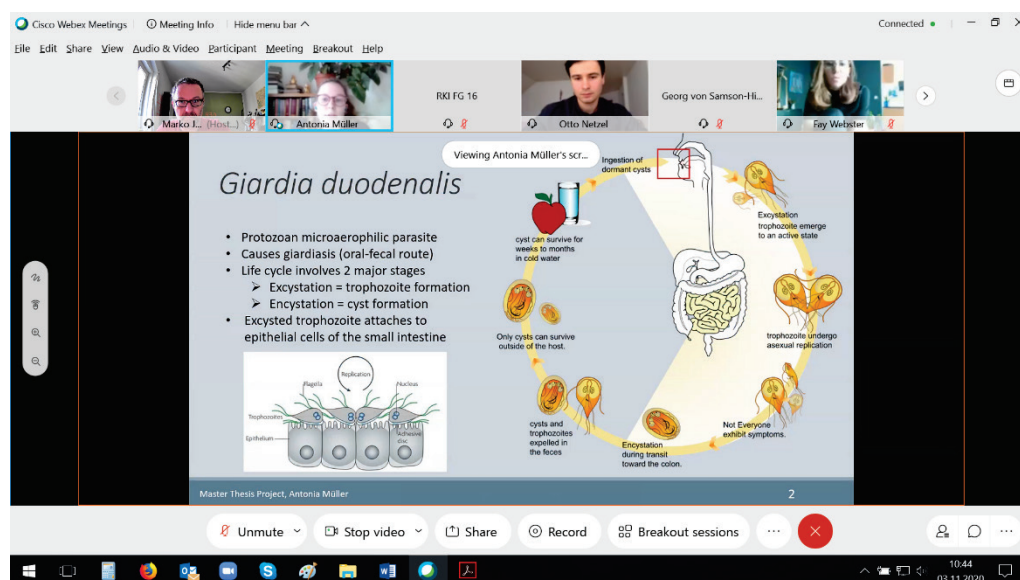 Cisco Webex Meetings Meeting Info Hide menu bar Connected
File Edit Share View Audio & Video Participant Meeting Breakout Help
Marko J... (Host...)
Antonia Müller
RKI FG 16
Otto Netzel
Georg von Samson-Hi...
Fay Webster
Viewing Antonia Müller's scr...
Giardia duodenalis
• Protozoan microaerophilic parasite
• Causes giardiasis (oral-fecal route)
• Life cycle involves 2 major stages
➢ Excystation = trophozoite formation
➢ Encystation = cyst formation
• Excysted trophozoite attaches to
epithelial cells of the small intestine
Replication
Flagella
Nucleus
Trophozoites
Epithelium
Adhesive
disc
Ingestion of
dormant cysts
Excystation
trophozoite emerge
to an active state
trophozoite undergo
asexual replication
Not Everyone
exhibit symptoms.
Encystation
during transit
toward the colon.
cysts and
trophozoites
expelled in
the feces
Only cysts can survive
outside of the host.
cyst can survive for
weeks to months
in cold water
Master Thesis Project, Antonia Müller
2
Unmute Stop video Share Record Breakout sessions
10:44
03.11.2020